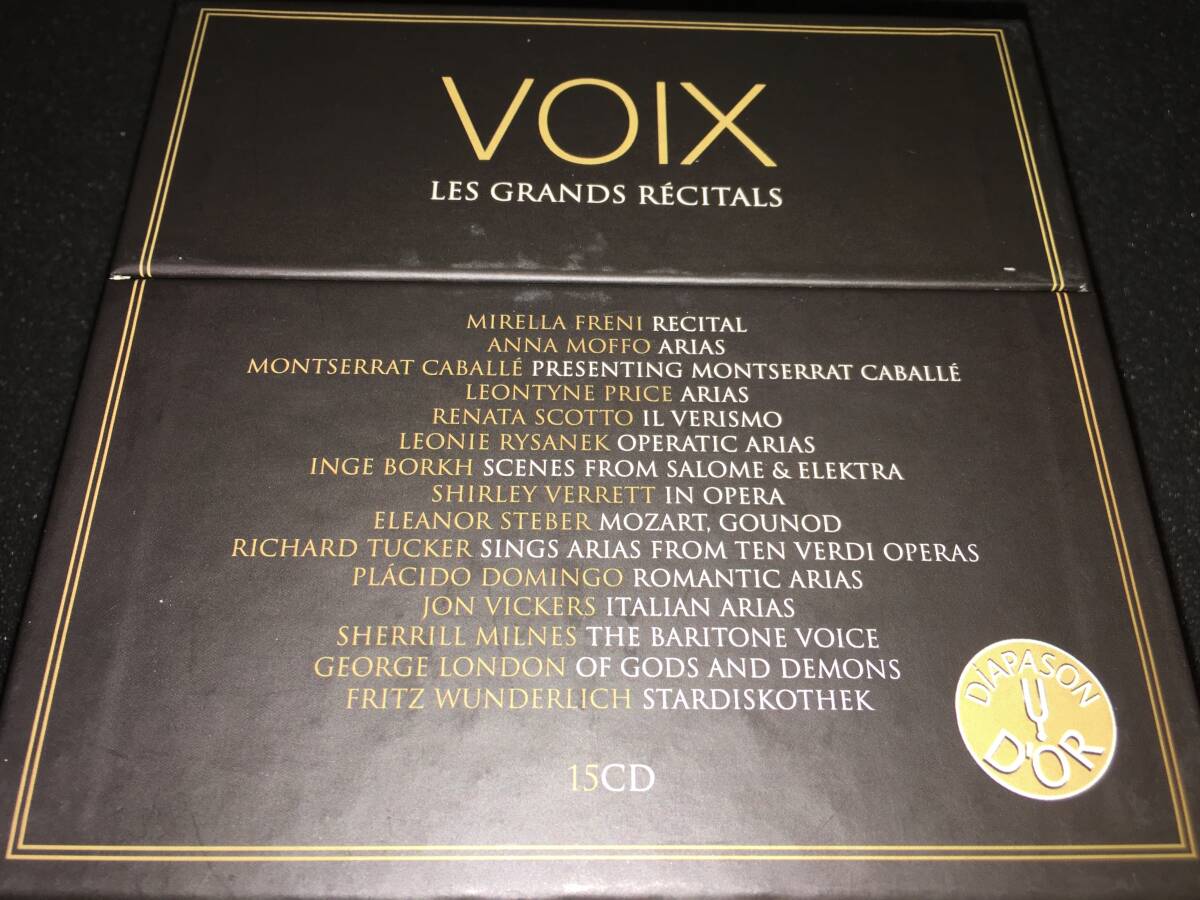 VOIX
LES GRANDS RÉCITALS
MIRELLA FRENI RECITAL
ANNA MOFFO ARIAS
MONTSERRAT CABALLÉ PRESENTING MONTSERRAT CABALLÉ
LEONTYNE PRICE ARIAS
RENATA SCOTTO IL VERISMO
LEONIE RYSANEK OPERATIC ARIAS
INGE BORKH SCENES FROM SALOME & ELEKTRA
SHIRLEY VERRETT IN OPERA
ELEANOR STEBER MOZART, GOUNOD
RICHARD TUCKER SINGS ARIAS FROM TEN VERDI OPERAS
PLÁCIDO DOMINGO ROMANTIC ARIAS
JON VICKERS ITALIAN ARIAS
SHERRILL MILNES THE BARITONE VOICE
GEORGE LONDON OF GODS AND DEMONS
FRITZ WUNDERLICH STARDISKOTHEK
15CD
DIAPASON
D'OR